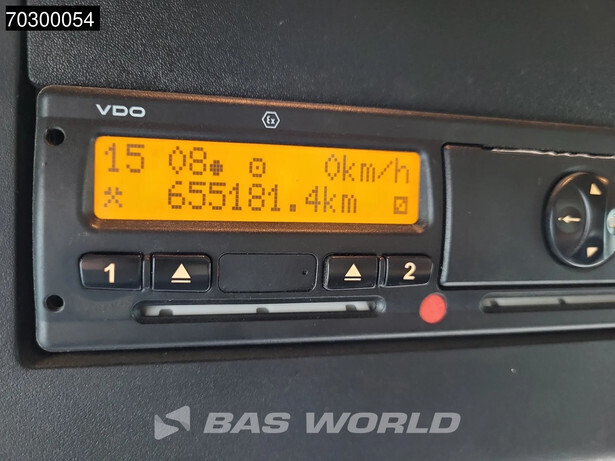 70300054
VDO
Ex
15 08 0km/h
655181.4km
1 2
BAS WORLD